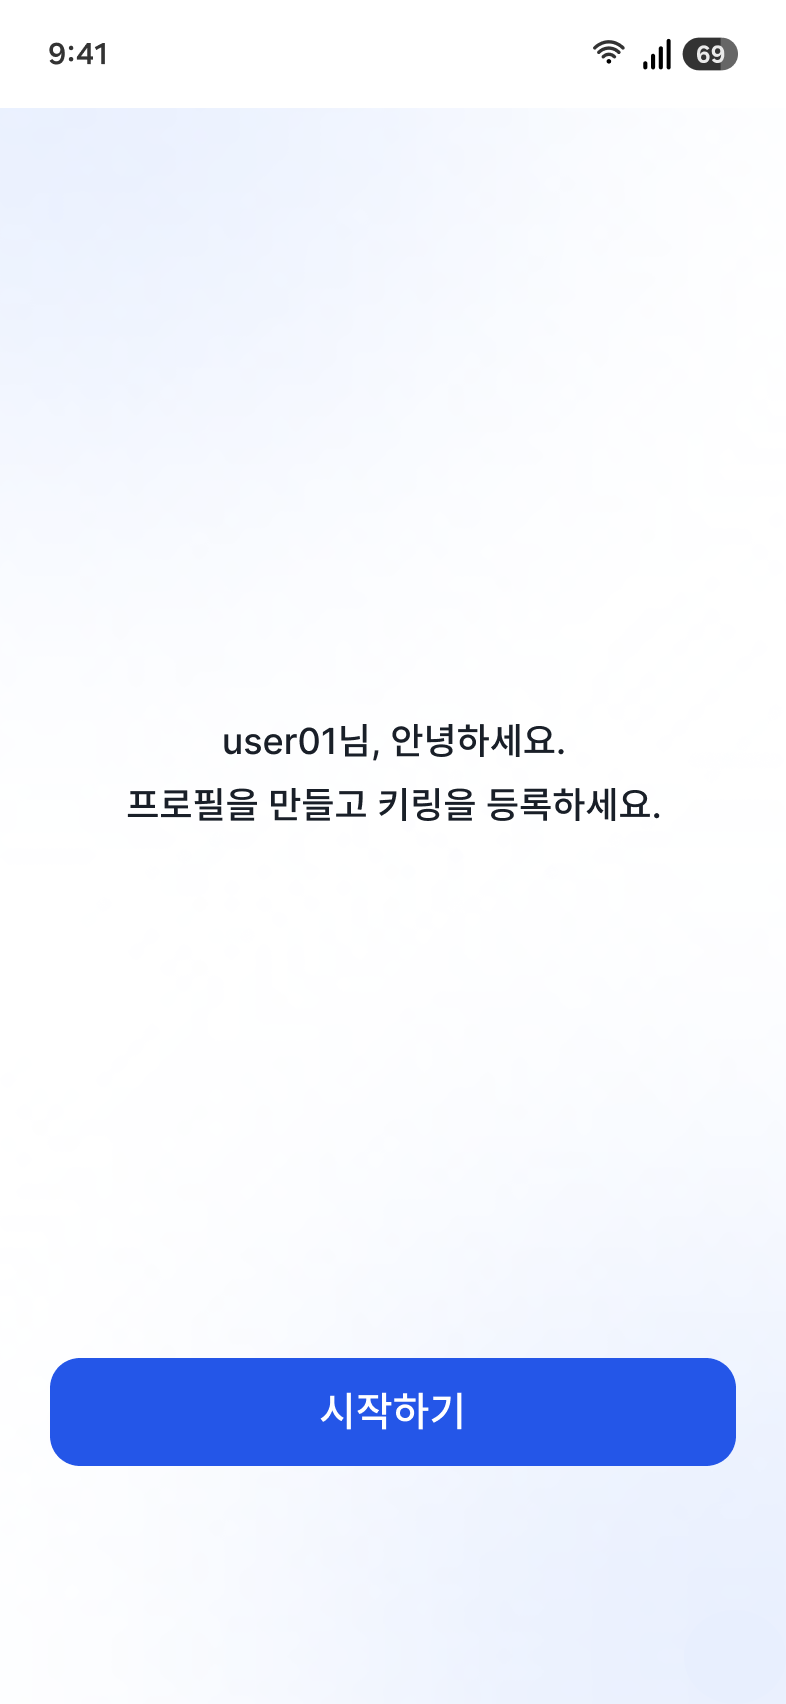 9:41
69
user01님, 안녕하세요.
프로필을 만들고 키링을 등록하세요.
시작하기